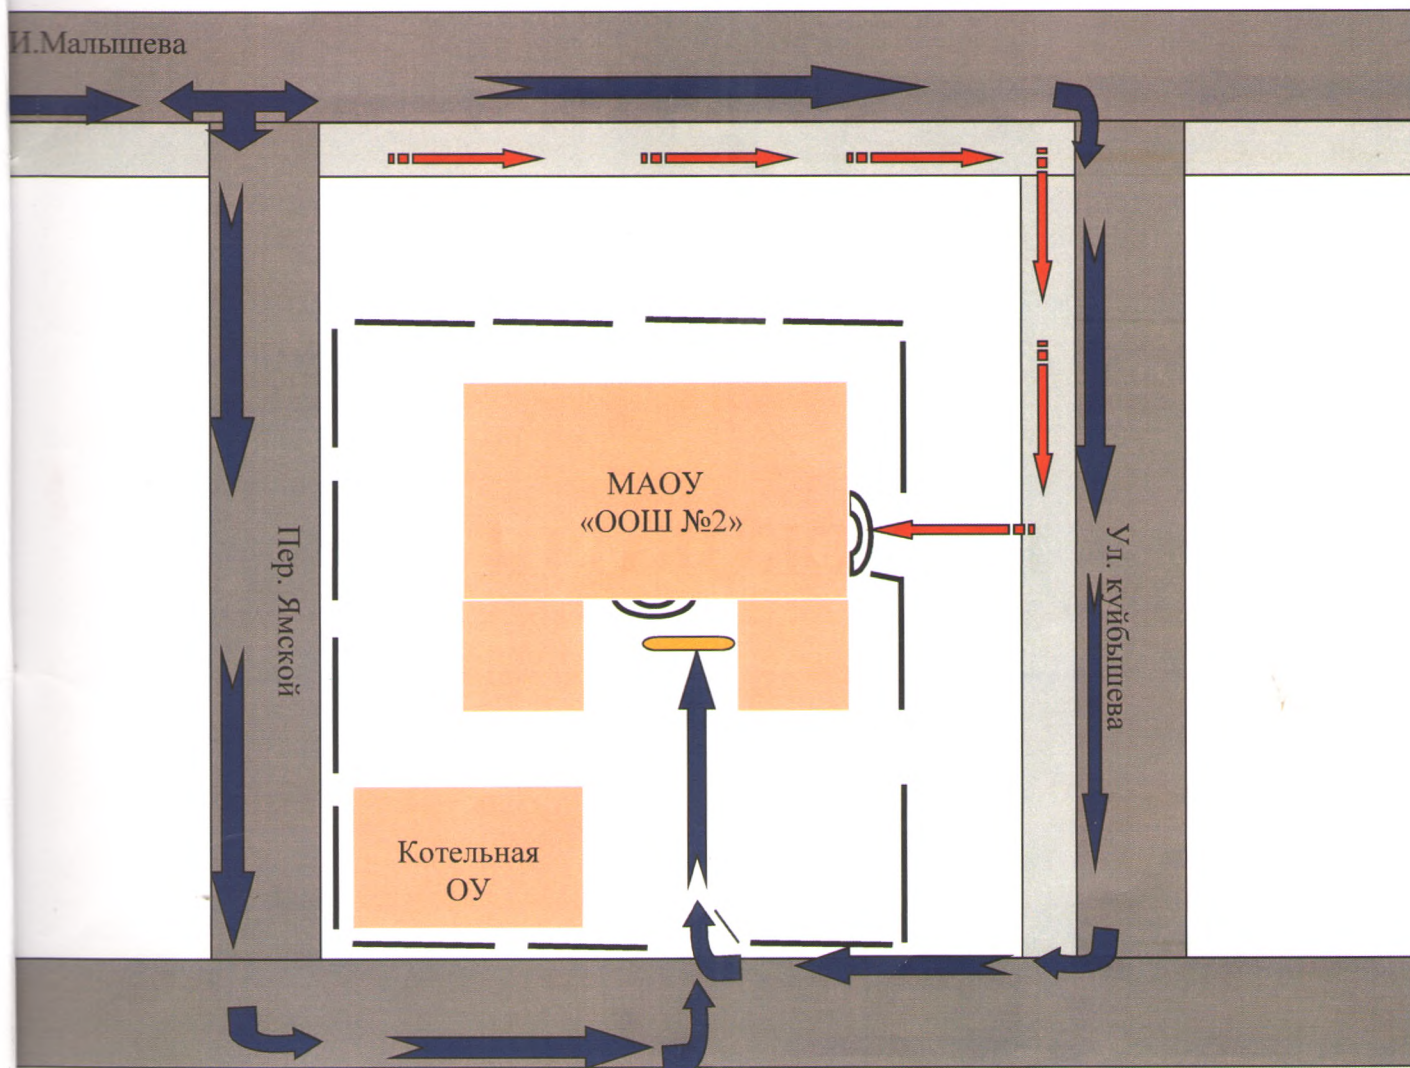 И.Малышева
МАОУ
«ООШ №2»
Пер. Ямской
Ул. куйбышева
Котельная
ОУ